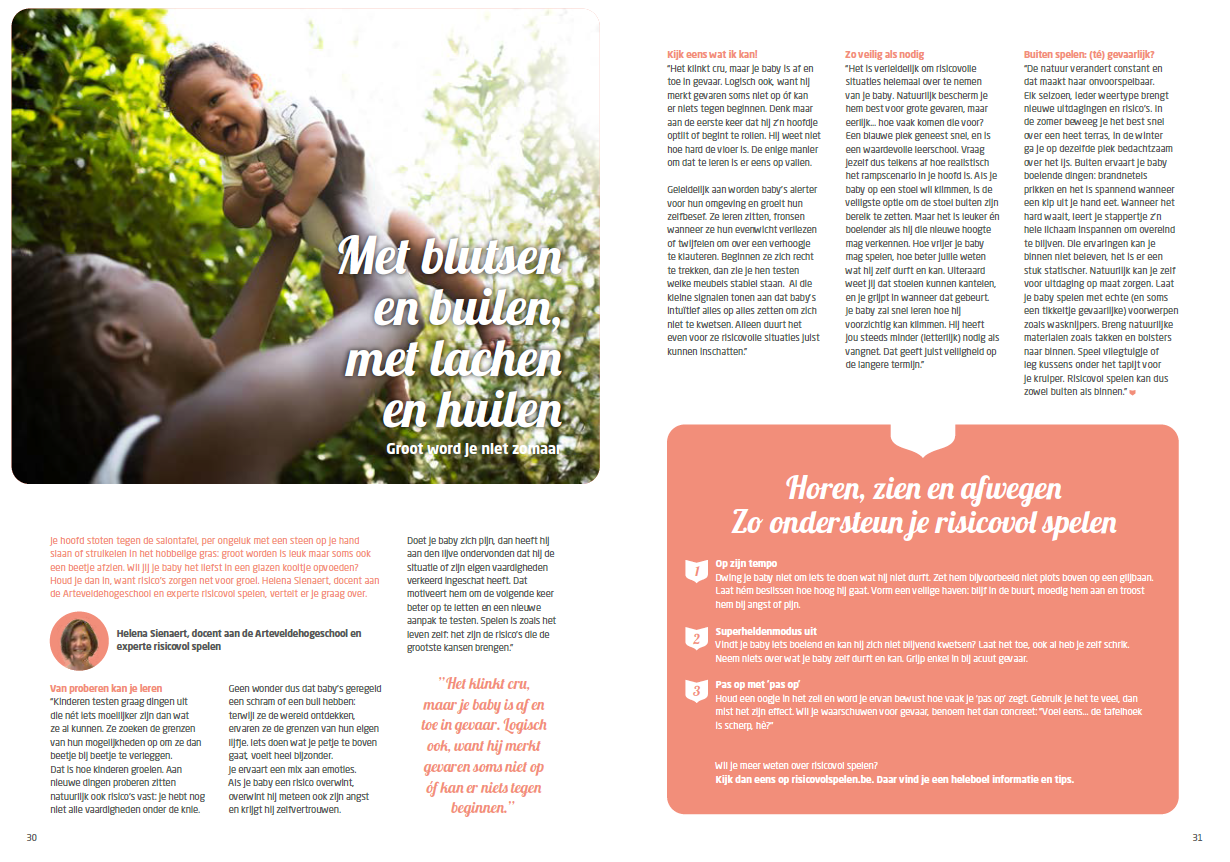 Met blutsen
en builen,
met lachen
en huilen
Groot word je niet zomaar
Je hoofd stoten tegen de salontafel, per ongeluk met een steen op je hand
slaan of struikelen in het hobbelige gras: groot worden is leuk maar soms ook
een beetje afzien. Wil jij je baby het liefst in een glazen kooitje opvoeden?
Houd je dan in, want risico's zorgen net voor groei. Helena Sienaert, docent aan
de Arteveldehogeschool en experte risicovol spelen, vertelt er je graag over.
Helena Sienaert, docent aan de Arteveldehogeschool en
experte risicovol spelen
Van proberen kan je leren
"Kinderen testen graag dingen uit
die nét iets moeilijker zijn dan wat
ze al kunnen. Ze zoeken de grenzen
van hun mogelijkheden op om ze dan
beetje bij beetje te verleggen.
Dat is hoe kinderen groeien. Aan
nieuwe dingen proberen zitten
natuurlijk ook risico's vast: je hebt nog
niet alle vaardigheden onder de knie.
Geen wonder dus dat baby's geregeld
een schram of een buil hebben:
terwijl ze de wereld ontdekken,
ervaren ze de grenzen van hun eigen
lijfje. Iets doen wat je petje te boven
gaat, voelt heel bijzonder.
Je ervaart een mix aan emoties.
Als je baby een risico overwint,
overwint hij meteen ook zijn angst
en krijgt hij zelfvertrouwen.
Doet je baby zich pijn, dan heeft hij
aan den lijve ondervonden dat hij de
situatie of zijn eigen vaardigheden
verkeerd ingeschat heeft. Dat
motiveert hem om de volgende keer
beter op te letten en een nieuwe
aanpak te testen. Spelen is zoals het
leven zelf: het zijn de risico's die de
grootste kansen brengen."
"Het klinkt cru,
maar je baby is af en
toe in gevaar. Logisch
ook, want hij merkt
gevaren soms niet op
óf kan er niets tegen
beginnen."
30
Kijk eens wat ik kan!
"Het klinkt cru, maar je baby is af en
toe in gevaar. Logisch ook, want hij
merkt gevaren soms niet op óf kan
er niets tegen beginnen. Denk maar
aan de eerste keer dat hij z'n hoofdje
optilt of begint te rollen. Hij weet niet
hoe hard de vloer is. De enige manier
om dat te leren is er eens op vallen.
Geleidelijk aan worden baby's alerter
voor hun omgeving en groeit hun
zelfbesef. Ze leren zitten, fronsen
wanneer ze hun evenwicht verliezen
of twijfelen om over een verhoogje
te klauteren. Beginnen ze zich recht
te trekken, dan zie je hen testen
welke meubels stabiel staan. Al die
kleine signalen tonen aan dat baby's
intuïtief alles op alles zetten om zich
niet te kwetsen. Alleen duurt het
even voor ze risicovolle situaties juist
kunnen inschatten."
Zo veilig als nodig
"Het is verleidelijk om risicovolle
situaties helemaal over te nemen
van je baby. Natuurlijk bescherm je
hem best voor grote gevaren, maar
eerlijk... hoe vaak komen die voor?
Een blauwe plek geneest snel, en is
een waardevolle leerschool. Vraag
jezelf dus telkens af hoe realistisch
het rampscenario in je hoofd is. Als je
baby op een stoel wil klimmen, is de
veiligste optie om de stoel buiten zijn
bereik te zetten. Maar het is leuker én
boeiender als hij die nieuwe hoogte
mag verkennen. Hoe vrijer je baby
mag spelen, hoe beter jullie weten
wat hij zelf durft en kan. Uiteraard
weet jij dat stoelen kunnen kantelen,
en je grijpt in wanneer dat gebeurt.
Je baby zal snel leren hoe hij
voorzichtig kan klimmen. Hij heeft
jou steeds minder (letterlijk) nodig als
vangnet. Dat geeft juist veiligheid op
de langere termijn."
Buiten spelen: (té) gevaarlijk?
"De natuur verandert constant en
dat maakt haar onvoorspelbaar.
Elk seizoen, ieder weertype brengt
nieuwe uitdagingen en risico's. In
de zomer beweeg je het best snel
over een heet terras, in de winter
ga je op dezelfde plek bedachtzaam
over het ijs. Buiten ervaart je baby
boeiende dingen: brandnetels
prikken en het is spannend wanneer
een kip uit je hand eet. Wanneer het
hard waait, leert je stappertje z'n
hele lichaam inspannen om overeind
te blijven. Die ervaringen kan je
binnen niet beleven, het is er een
stuk statischer. Natuurlijk kan je zelf
voor uitdaging op maat zorgen. Laat
je baby spelen met echte (en soms
een tikkeltje gevaarlijke) voorwerpen
zoals wasknijpers. Breng natuurlijke
materialen zoals takken en bolsters
naar binnen. Speel vliegtuigje of
leg kussens onder het tapijt voor
je kruiper. Risicovol spelen kan dus
zowel buiten als binnen."
Horen, zien en afwegen
Zo ondersteun je risicovol spelen
1 Op zijn tempo
Dwing je baby niet om iets te doen wat hij niet durft. Zet hem bijvoorbeeld niet plots boven op een glijbaan.
Laat hém beslissen hoe hoog hij gaat. Vorm een veilige haven: blijf in de buurt, moedig hem aan en troost
hem bij angst of pijn.
2 Superheldenmodus uit
Vindt je baby iets boeiend en kan hij zich niet blijvend kwetsen? Laat het toe, ook al heb je zelf schrik.
Neem niets over wat je baby zelf durft en kan. Grijp enkel in bij acuut gevaar.
3 Pas op met 'pas op'
Houd een oogje in het zeil en word je ervan bewust hoe vaak je 'pas op' zegt. Gebruik je het te veel, dan
mist het zijn effect. Wil je waarschuwen voor gevaar, benoem het dan concreet: "Voel eens... de tafelhoek
is scherp, hè?"
Wil je meer weten over risicovol spelen?
Kijk dan eens op risicovolspelen.be. Daar vind je een heleboel informatie en tips.
31